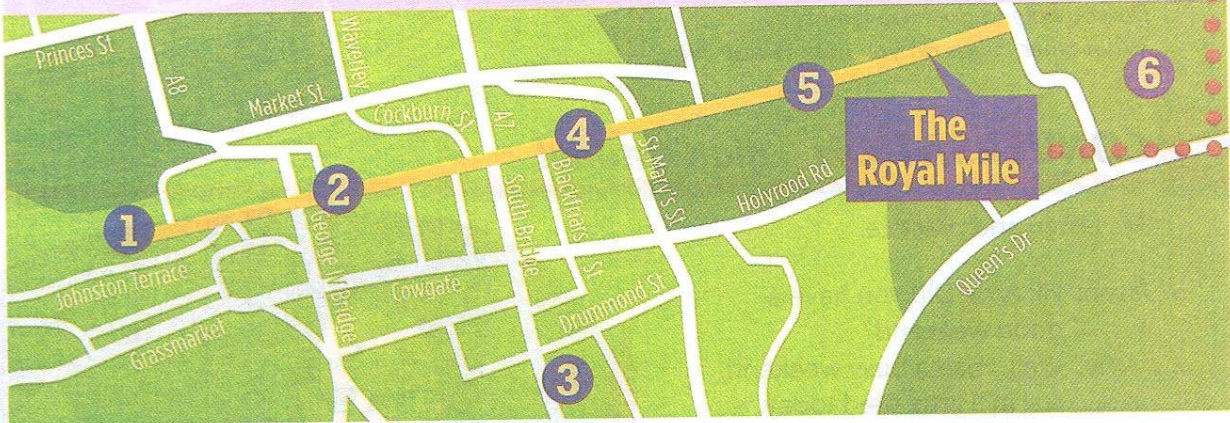 Princes St
A8
Waverley
Market St
Cockburn St
A7
6
5
4
The
Royal Mile
St Mary's St
Blackfriars St
2
Holyrood Rd
1
South Bridge
George IV Bridge
Johnston Terrace
Cowgate
Queen's Dr
Drummond St
Grassmarket
3